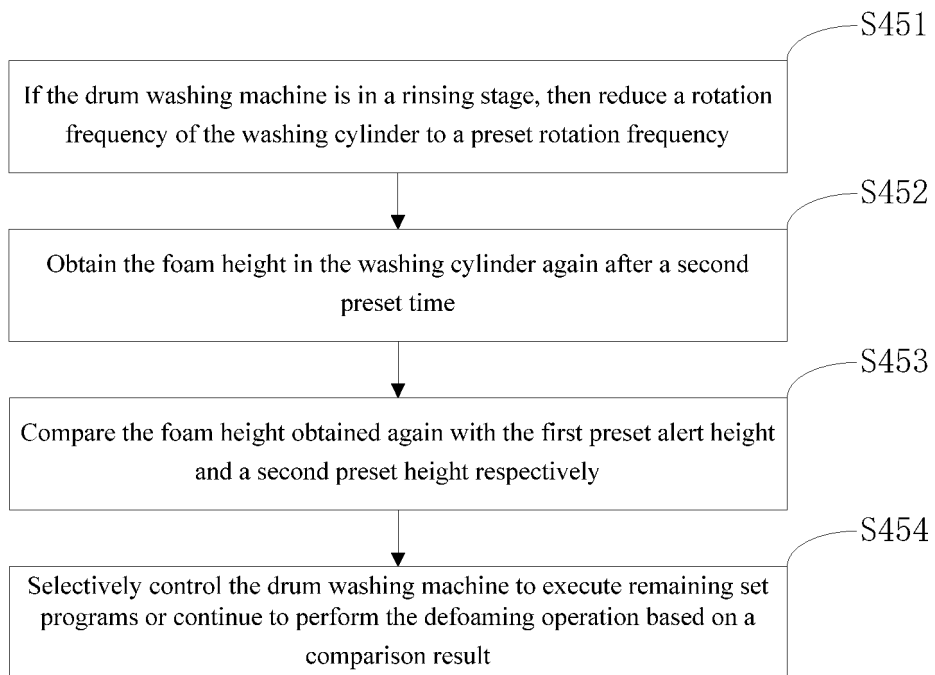 S451
If the drum washing machine is in a rinsing stage, then reduce a rotation
frequency of the washing cylinder to a preset rotation frequency
S452
Obtain the foam height in the washing cylinder again after a second
preset time
S453
Compare the foam height obtained again with the first preset alert height
and a second preset height respectively
S454
Selectively control the drum washing machine to execute remaining set
programs or continue to perform the defoaming operation based on a
comparison result